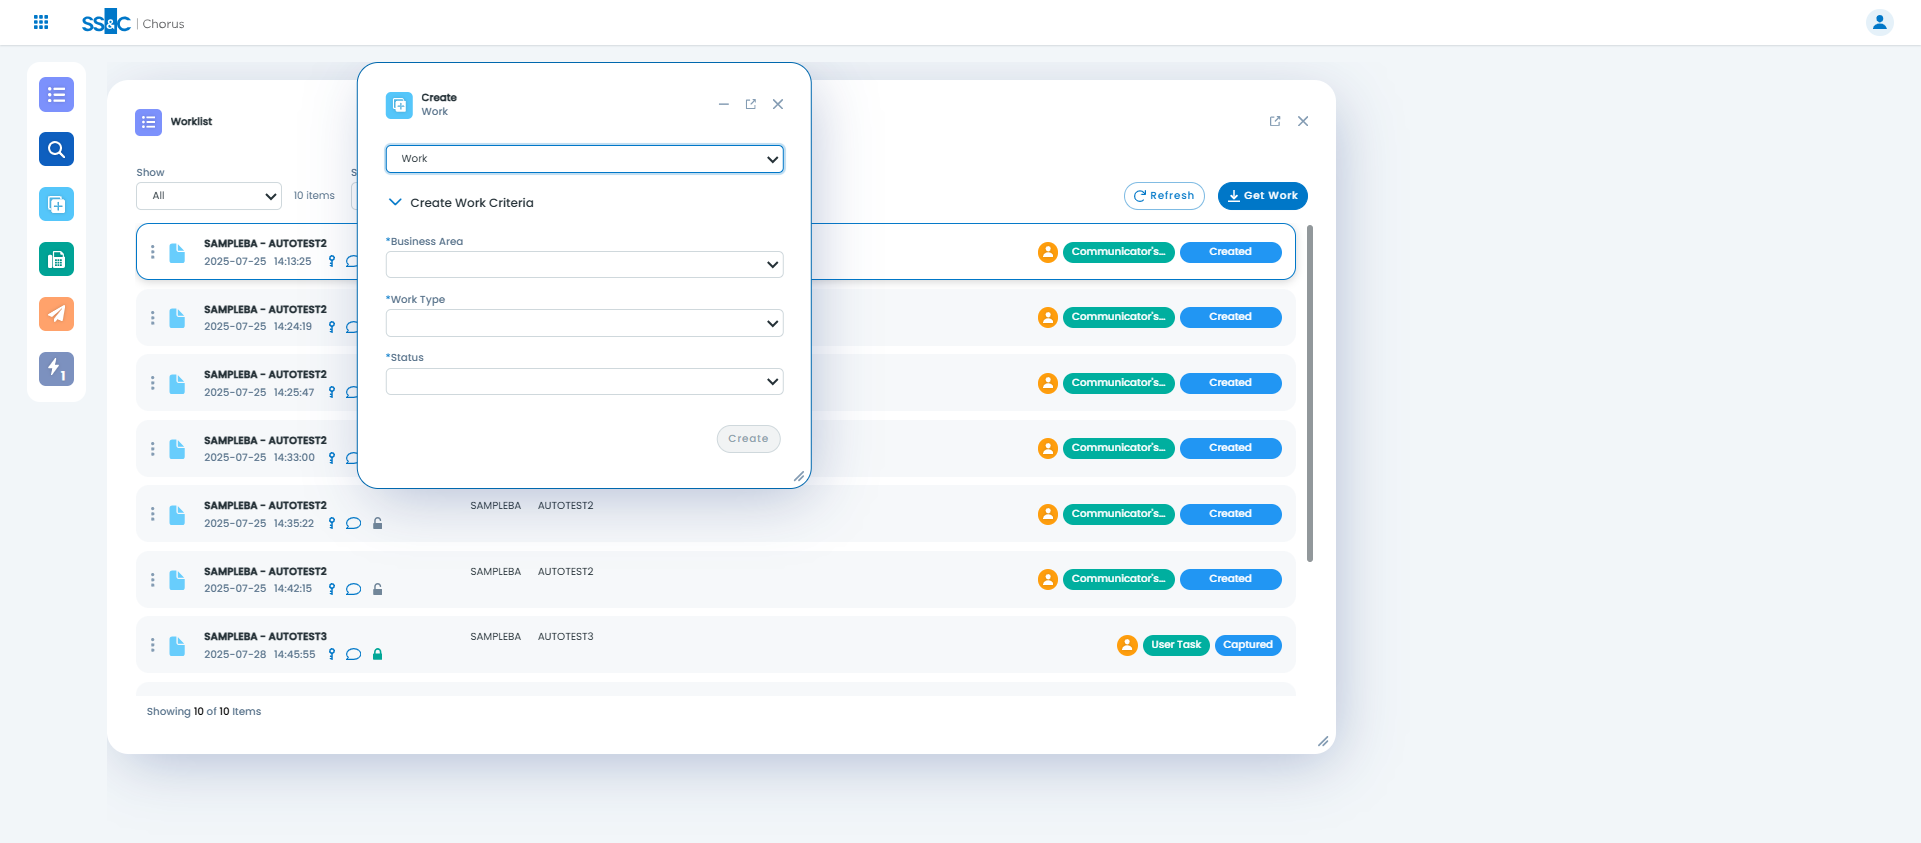 SS&C | Chorus
Create
Work
Worklist
Work
Show
S
All
10 items
Refresh
Get Work
Create Work Criteria
SAMPLEBA - AUTOTEST2
2025-07-25 14:13:25
Communicator's...
Created
*Business Area
SAMPLEBA - AUTOTEST2
2025-07-25 14:24:19
Communicator's...
Created
*Work Type
*Status
SAMPLEBA - AUTOTEST2
2025-07-25 14:25:47
Communicator's...
Created
Create
SAMPLEBA - AUTOTEST2
2025-07-25 14:33:00
Communicator's...
Created
SAMPLEBA - AUTOTEST2
2025-07-25 14:35:22
SAMPLEBA AUTOTEST2
Communicator's...
Created
SAMPLEBA - AUTOTEST2
2025-07-25 14:42:15
SAMPLEBA AUTOTEST2
Communicator's...
Created
SAMPLEBA - AUTOTEST3
2025-07-28 14:45:55
SAMPLEBA AUTOTEST3
User Task
Captured
1
Showing 10 of 10 Items